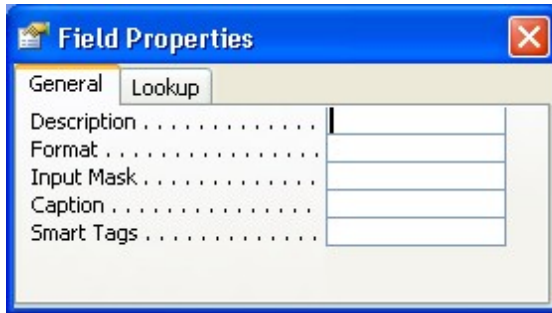 Field Properties
General Lookup
Description . . . . . . . . . . . . . .
Format . . . . . . . . . . . . . . . . .
Input Mask . . . . . . . . . . . . . .
Caption . . . . . . . . . . . . . . . .
Smart Tags . . . . . . . . . . . . .